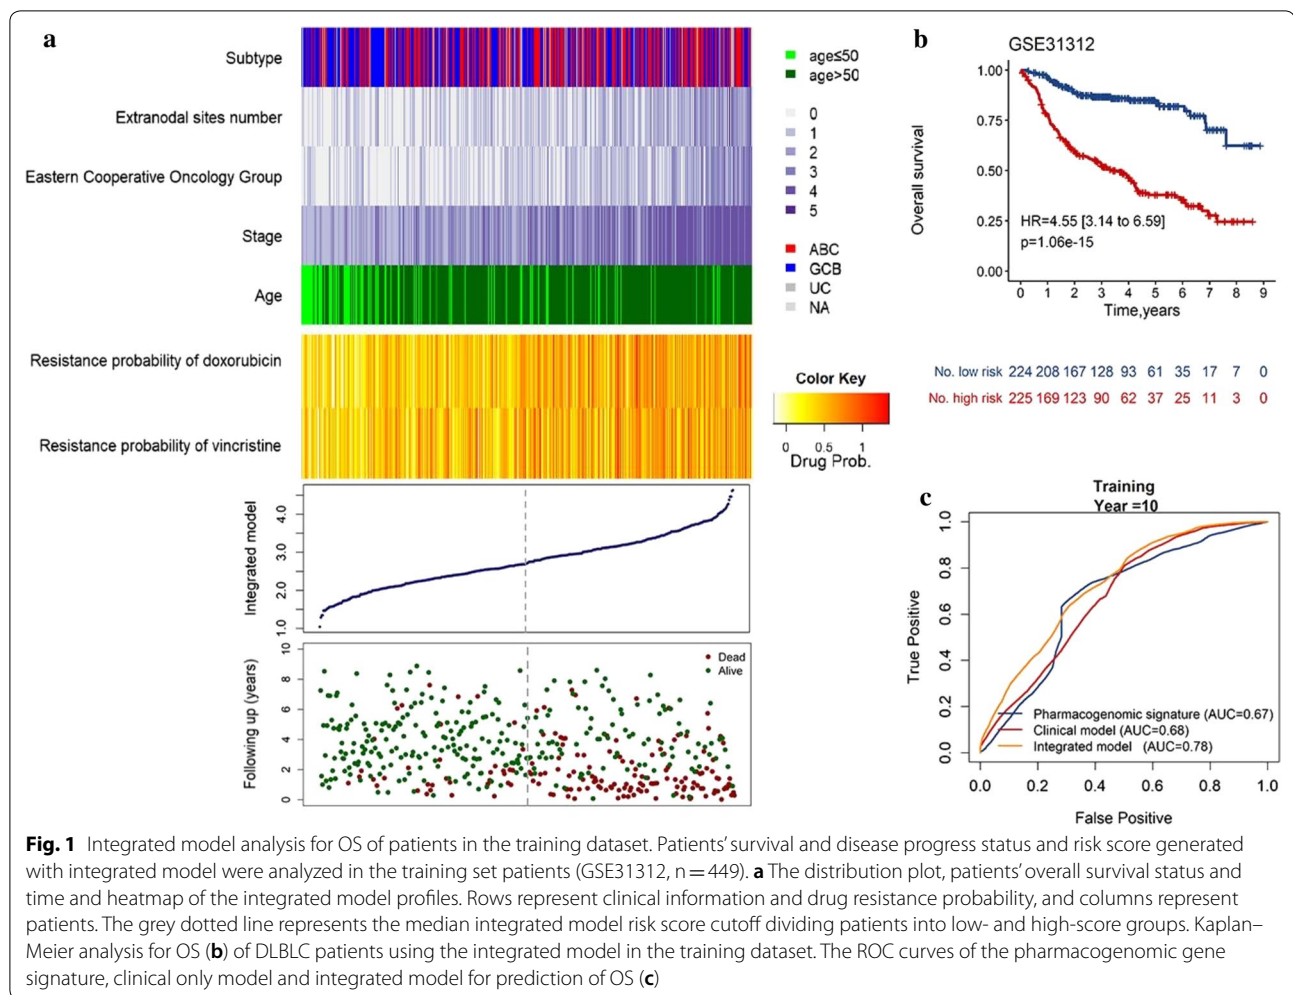 a
Subtype
Extranodal sites number
Eastern Cooperative Oncology Group
Stage
Age
Resistance probability of doxorubicin
Resistance probability of vincristine
age≤50
age>50
0
1
2
3
4
5
ABC
GCB
UC
NA
Color Key
0 0.5 1
Drug Prob.
Integrated model
4.0
3.0
2.0
1.0
Following up (years)
10
8
6
4
2
0
Dead
Alive
b
GSE31312
Overall survival
1.00
0.75
0.50
0.25
0.00
HR=4.55 [3.14 to 6.59]
p=1.06e-15
0 1 2 3 4 5 6 7 8 9
Time,years
No. low risk 224 208 167 128 93 61 35 17 7 0
No. high risk 225 169 123 90 62 37 25 11 3 0
c
Training
Year =10
True Positive
1.0
0.8
0.6
0.4
0.2
0.0
Pharmacogenomic signature (AUC=0.67)
Clinical model (AUC=0.68)
Integrated model (AUC=0.78)
0.0 0.2 0.4 0.6 0.8 1.0
False Positive
Fig. 1 Integrated model analysis for OS of patients in the training dataset. Patients' survival and disease progress status and risk score generated
with integrated model were analyzed in the training set patients (GSE31312, n = 449). a The distribution plot, patients' overall survival status and
time and heatmap of the integrated model profiles. Rows represent clinical information and drug resistance probability, and columns represent
patients. The grey dotted line represents the median integrated model risk score cutoff dividing patients into low- and high-score groups. Kaplan–
Meier analysis for OS (b) of DLBLC patients using the integrated model in the training dataset. The ROC curves of the pharmacogenomic gene
signature, clinical only model and integrated model for prediction of OS (c)